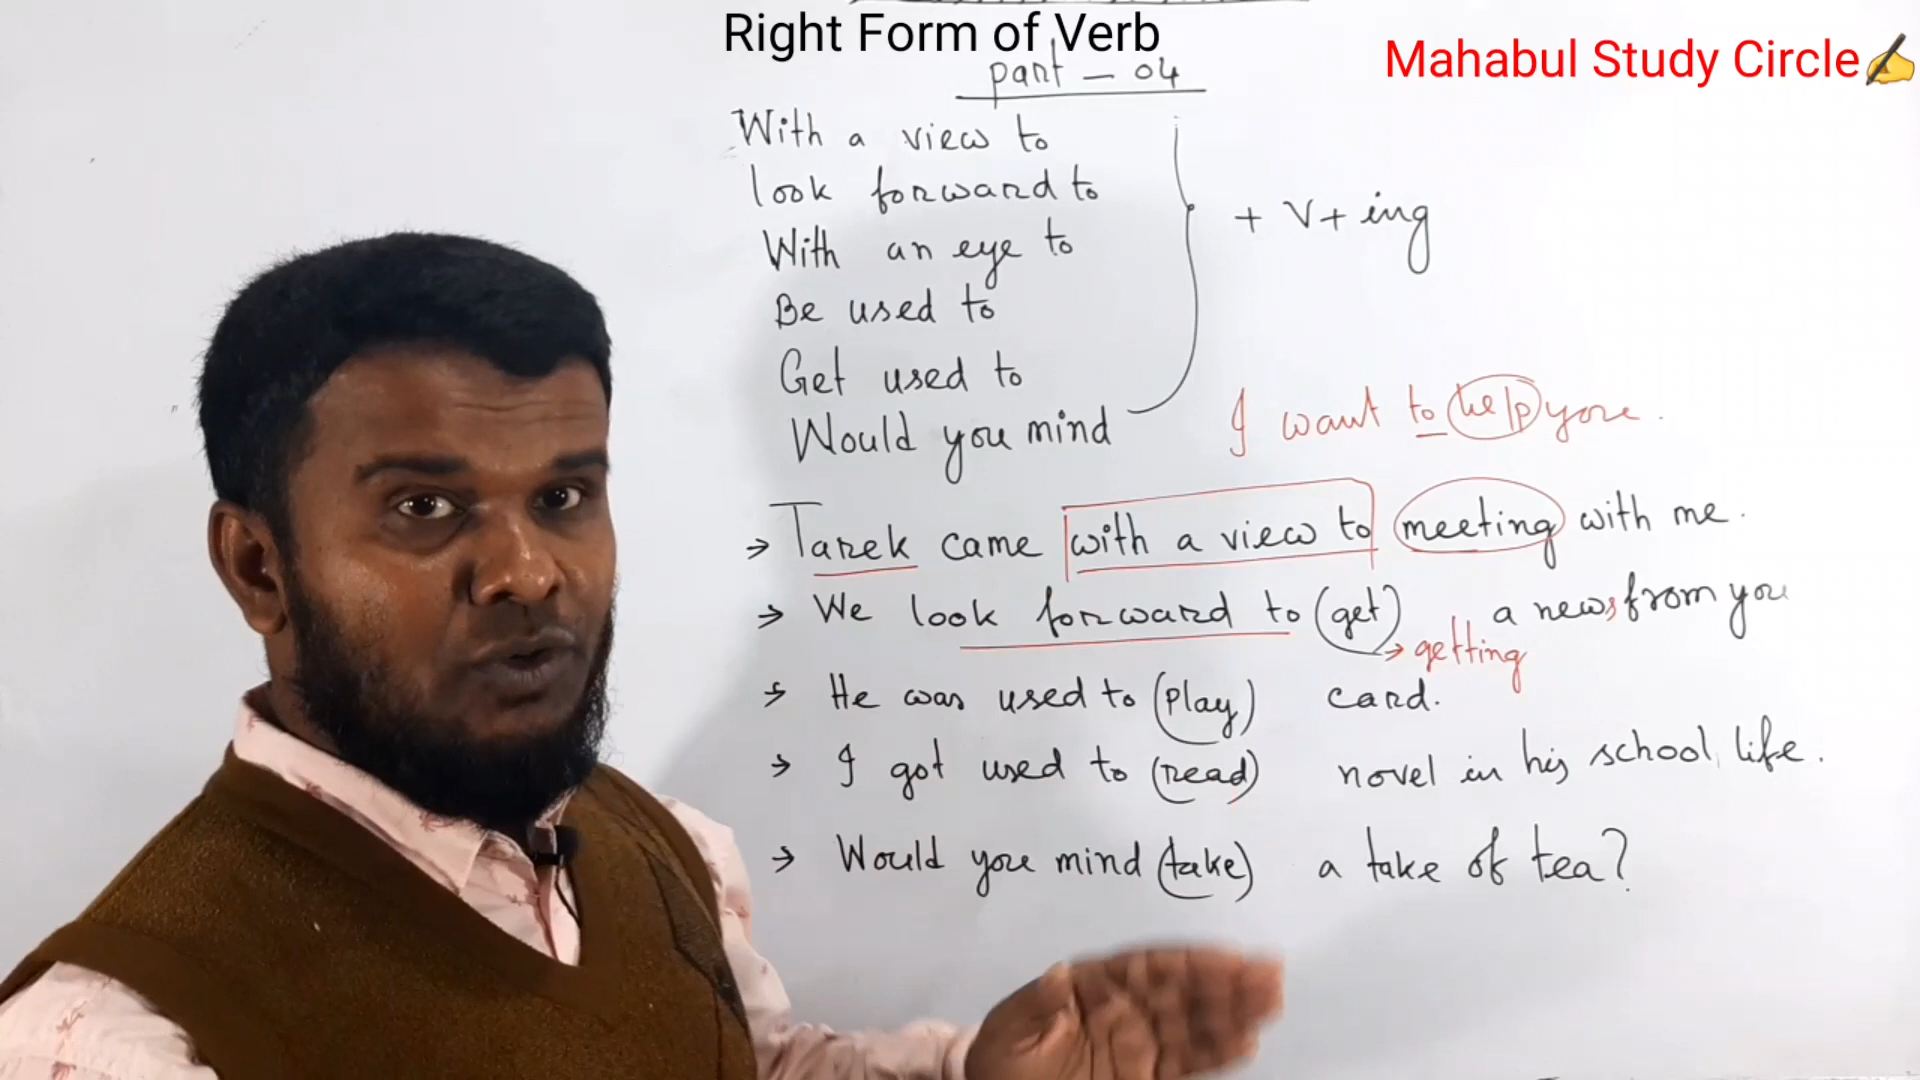 Right Form of Verb
Mahabul Study Circle✍
part - 04
With a view to
look forward to
With an eye to
Be used to
Get used to
Would you mind
+ V + ing
I want to help you.
→ Tarek came with a view to meeting with me.
→ We look forward to (get) a news from you
→ getting
→ He was used to (play) card.
→ I got used to (read) novel in his school life.
→ Would you mind (take) a take of tea?